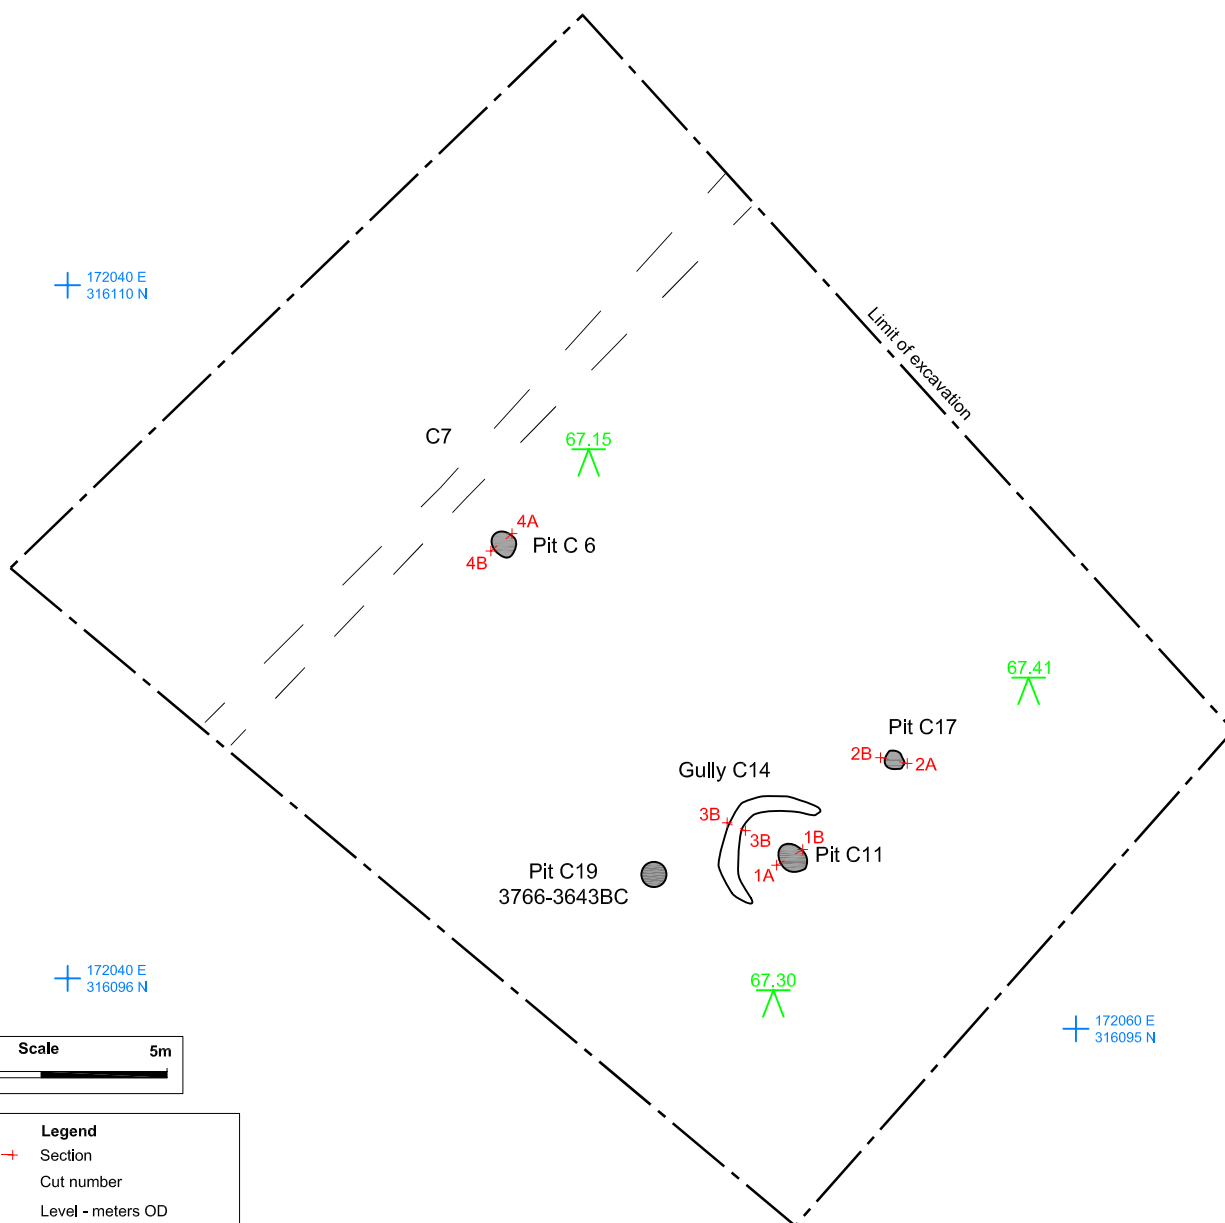 172040 E
316110 N
Limit of excavation
C7
67.15
4A
4B
Pit C 6
67.41
Pit C17
2B
2A
Gully C14
3B
3B
1B
1A
Pit C11
Pit C19
3766-3643BC
172040 E
316096 N
67.30
172060 E
316095 N
Scale
5m
Legend
Section
Cut number
Level - meters OD